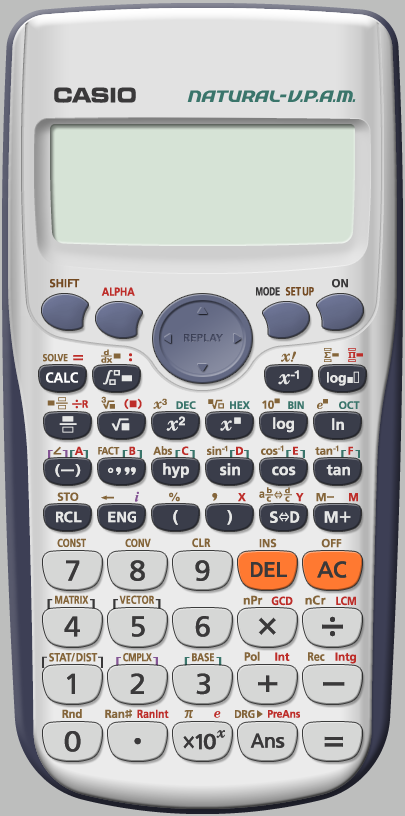 CASIO NATURAL-V.P.A.M.
SHIFT ALPHA MODE SETUP ON
REPLAY
SOLVE = d/dx■ : x! Σ▔ Π▔
CALC ∫▫■ x⁻¹ log■▯
■▤ ÷R ³√■ (■) x³ DEC ▫√▫ HEX 10■ BIN e■ OCT
√■ x² x■ log ln
∠ A FACT B Abs C sin⁻¹ D cos⁻¹ E tan⁻¹ F
(−) °,,, hyp sin cos tan
STO ← i % , X a b/c⇔d/c Y M− M
RCL ENG ( ) S⇔D M+
CONST CONV CLR INS OFF
7 8 9 DEL AC
MATRIX VECTOR nPr GCD nCr LCM
4 5 6 × ÷
STAT/DIST CMPLX BASE Pol Int Rec Intg
1 2 3 + −
Rnd Ran# RanInt π e DRG▶ PreAns
0 · ×10ˣ Ans =